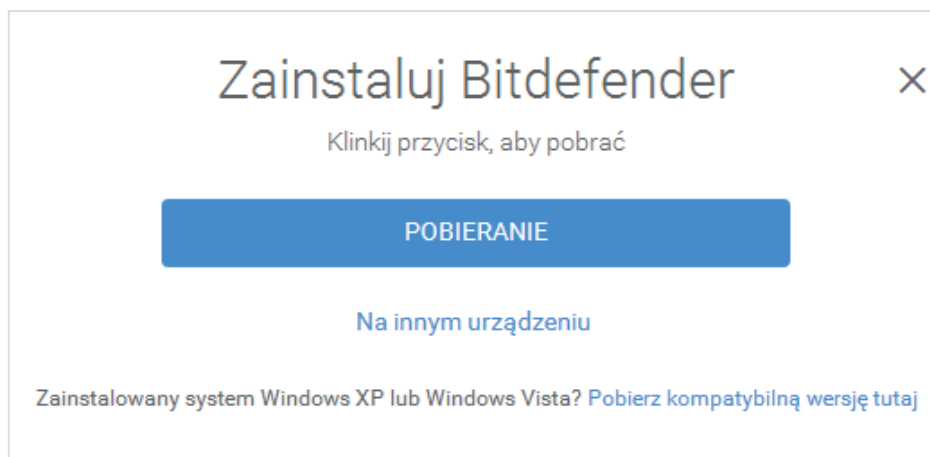 Zainstaluj Bitdefender
Klinkij przycisk, aby pobrać
POBIERANIE
Na innym urządzeniu
Zainstalowany system Windows XP lub Windows Vista? Pobierz kompatybilną wersję tutaj